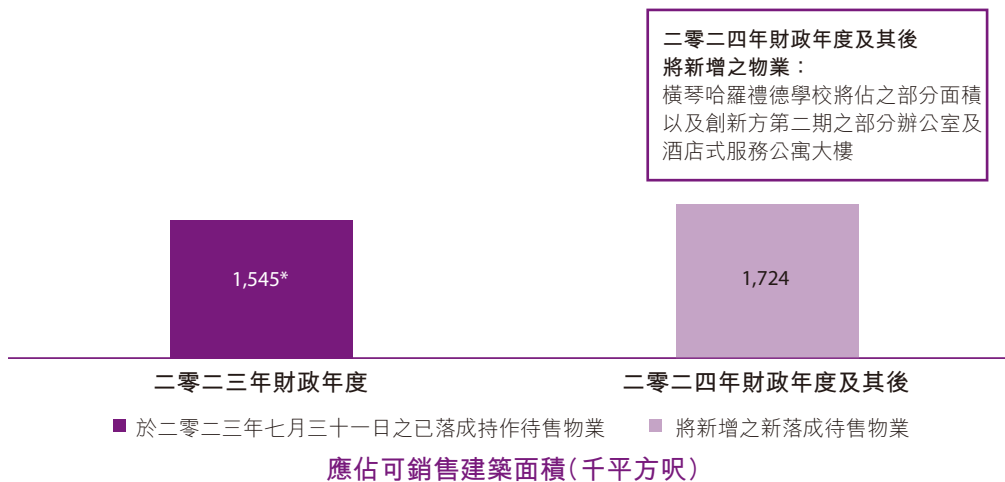 二零二四年財政年度及其後
將新增之物業：
橫琴哈羅禮德學校將佔之部分面積
以及創新方第二期之部分辦公室及
酒店式服務公寓大樓
1,545*
1,724
二零二三年財政年度
二零二四年財政年度及其後
於二零二三年七月三十一日之已落成持作待售物業
將新增之新落成待售物業
應佔可銷售建築面積（千平方呎）